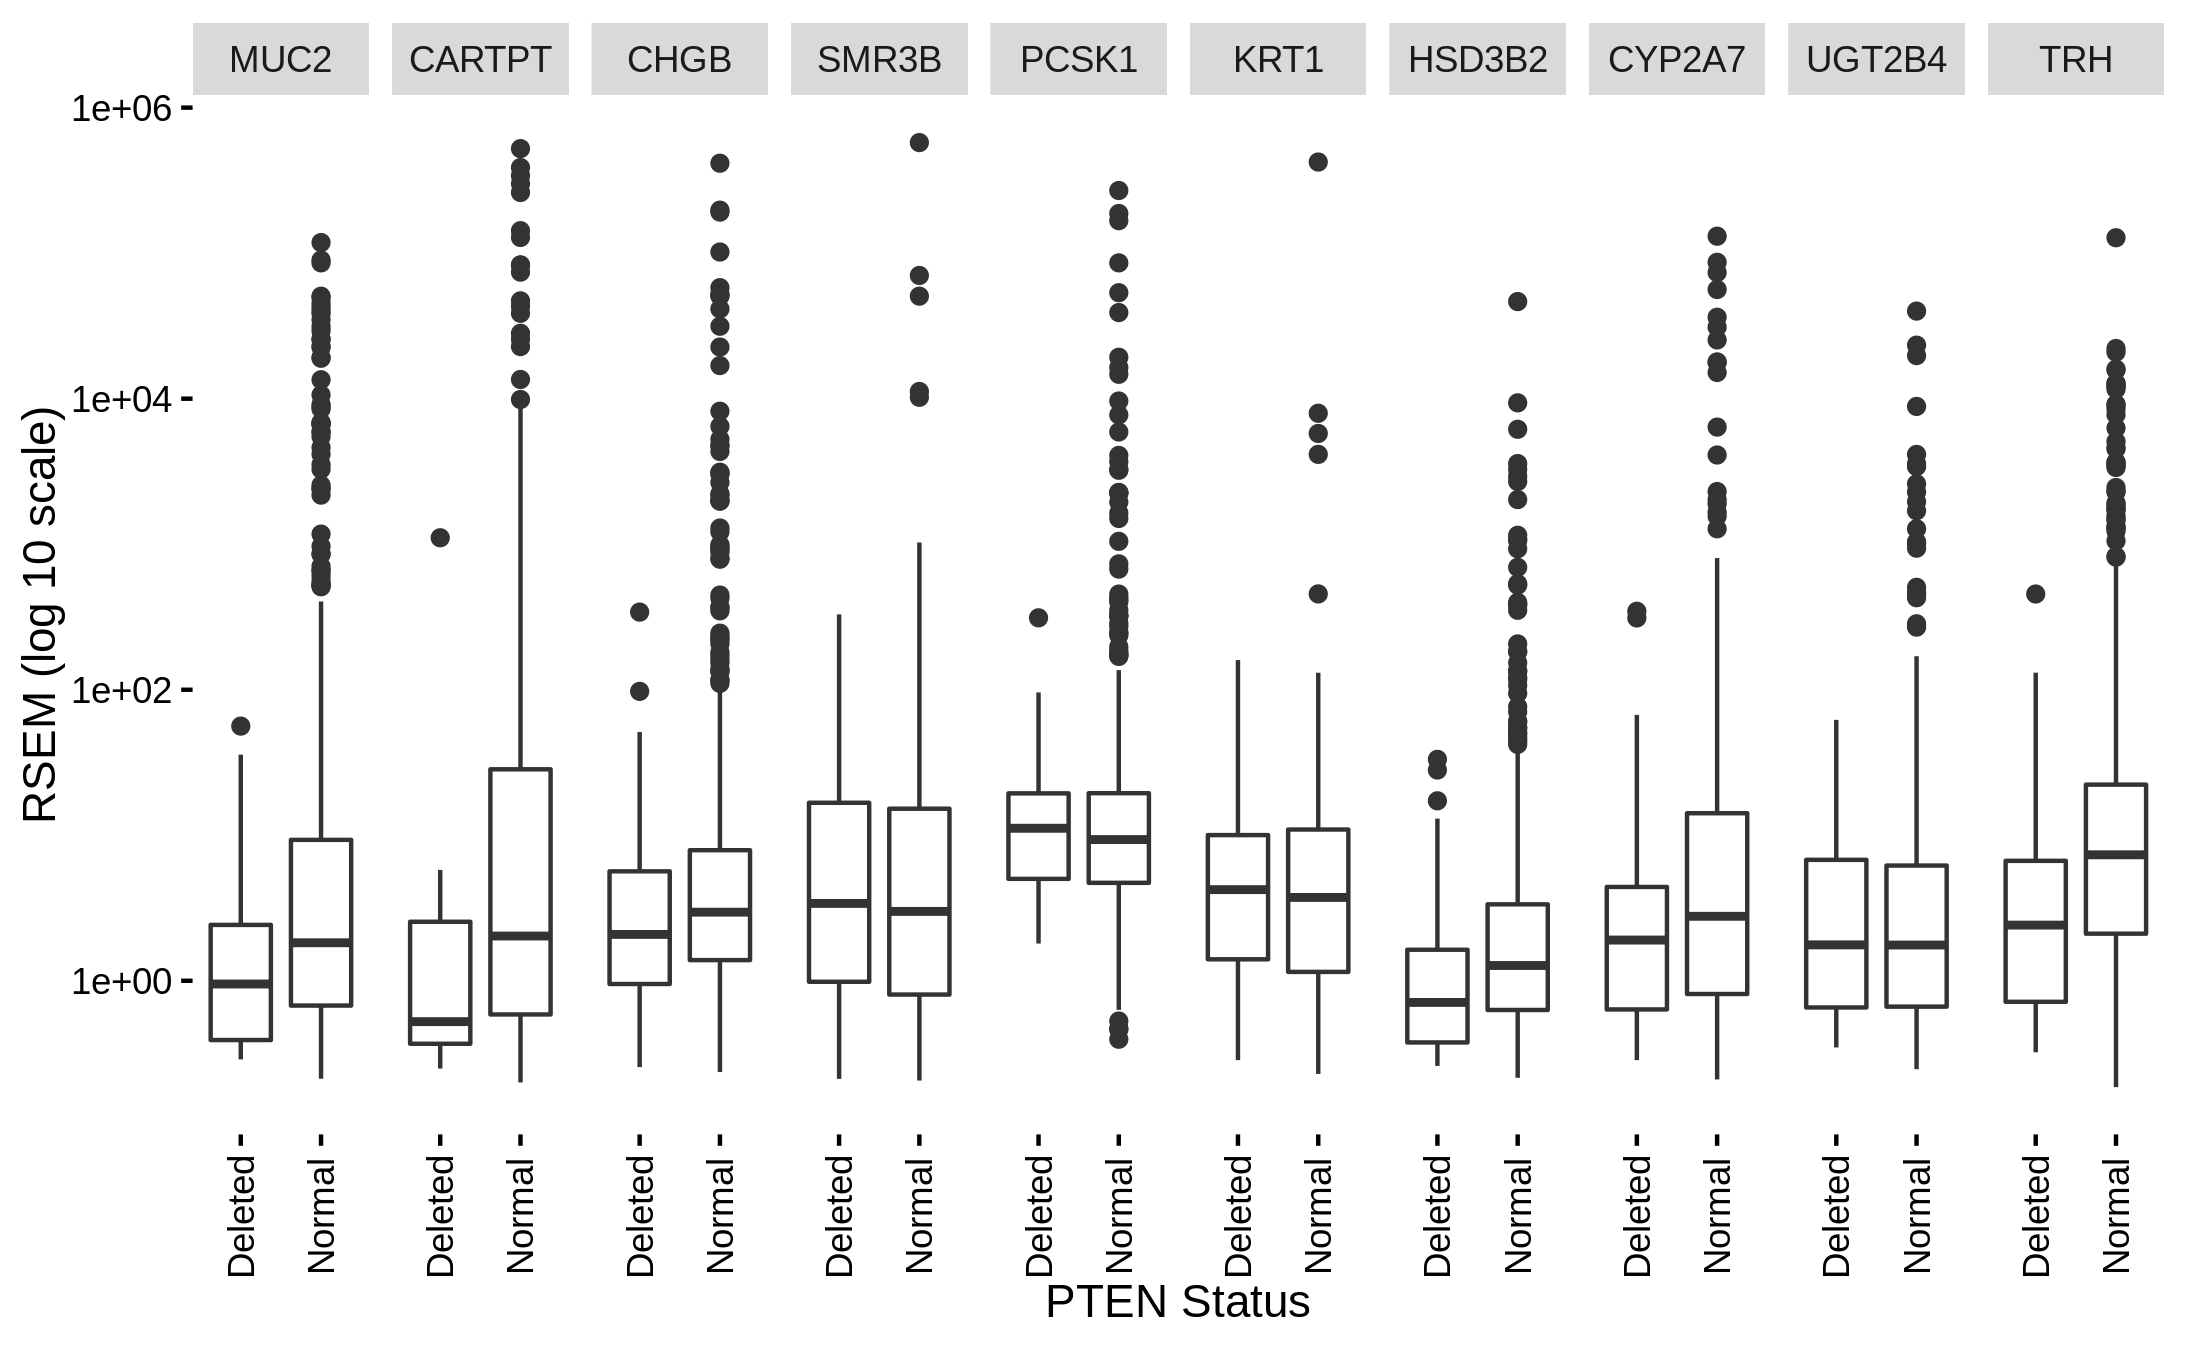 MUC2 CARTPT CHGB SMR3B PCSK1 KRT1 HSD3B2 CYP2A7 UGT2B4 TRH
1e+06
1e+04
1e+02
1e+00
RSEM (log 10 scale)
Deleted Normal Deleted Normal Deleted Normal Deleted Normal Deleted Normal Deleted Normal Deleted Normal Deleted Normal Deleted Normal Deleted Normal
PTEN Status